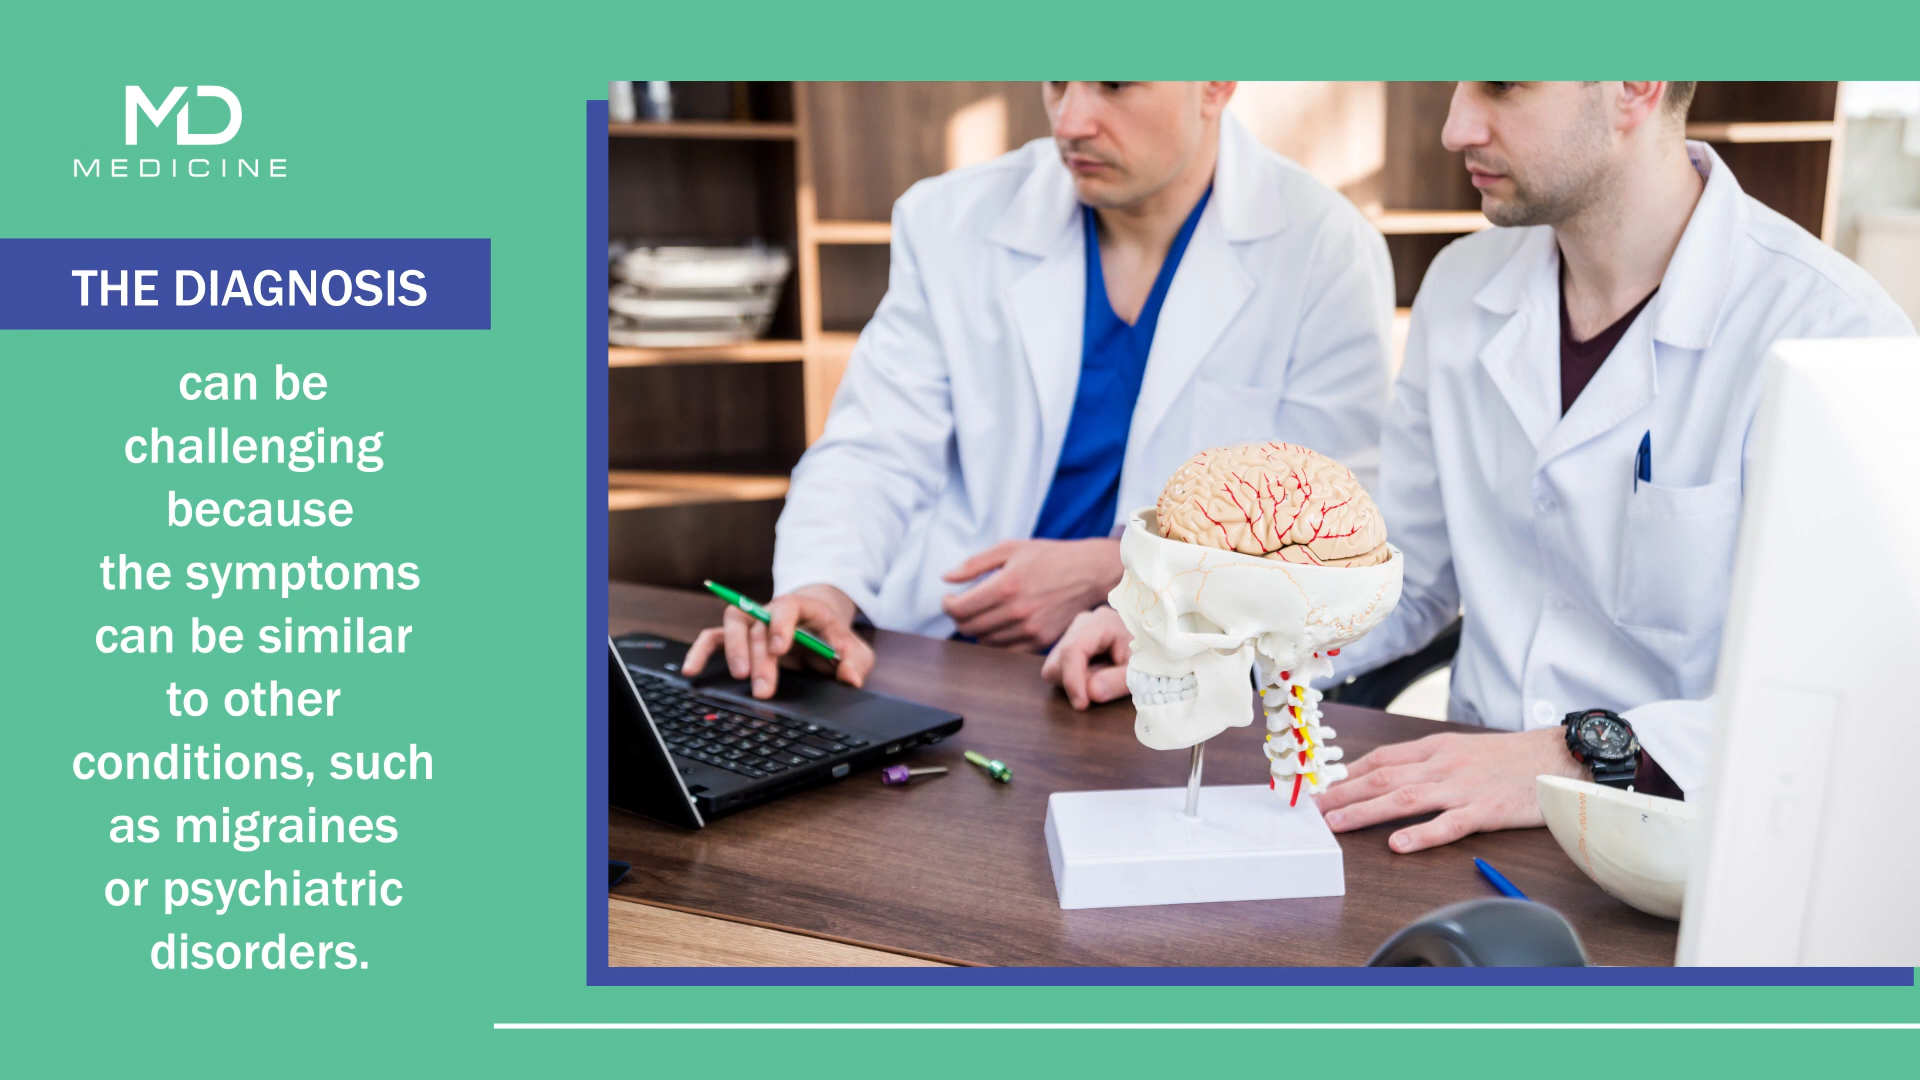 MD
MEDICINE
THE DIAGNOSIS
can be
challenging
because
the symptoms
can be similar
to other
conditions, such
as migraines
or psychiatric
disorders.